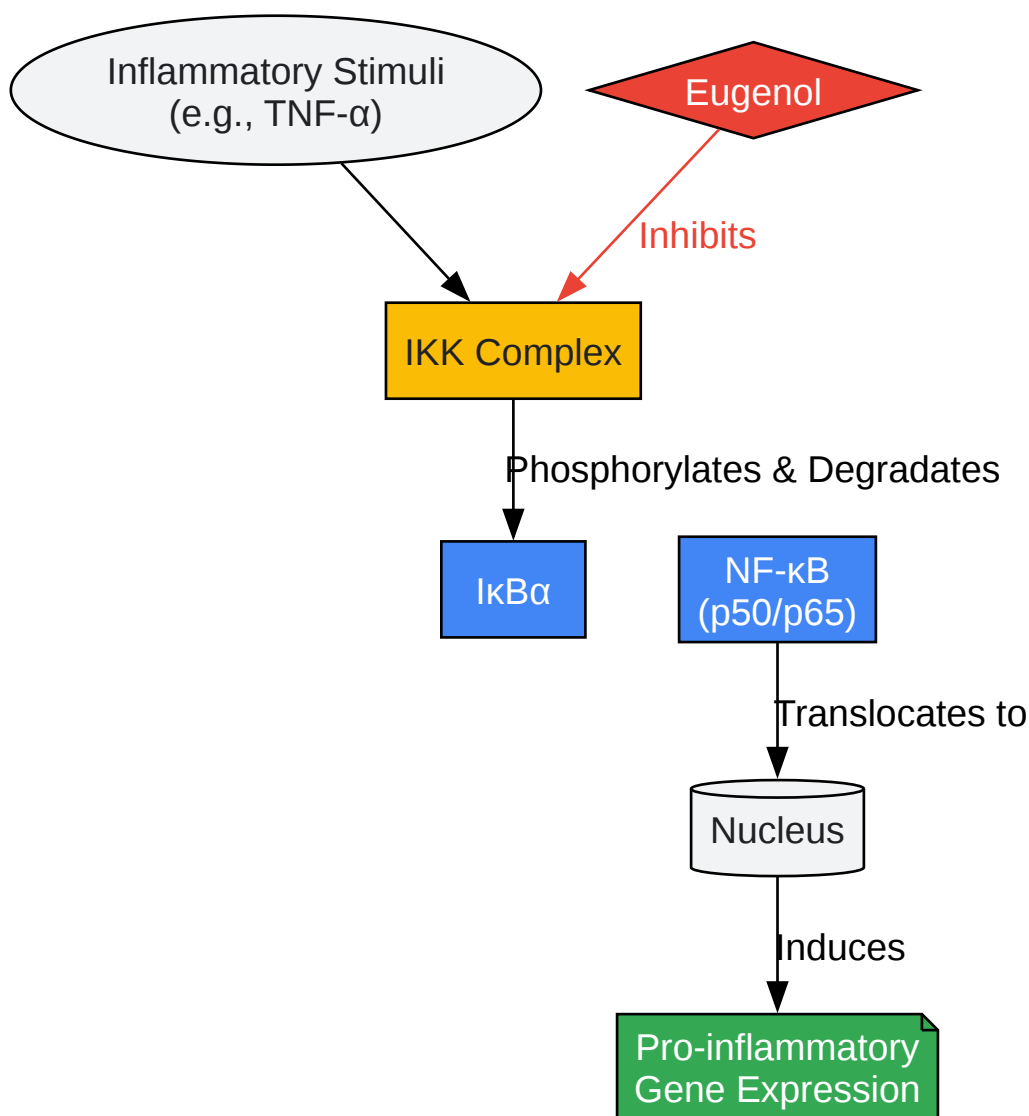 Inflammatory Stimuli
(e.g., TNF-α)
Eugenol
Inhibits
IKK Complex
Phosphorylates & Degradates
IκBα
NF-κB
(p50/p65)
Translocates to
Nucleus
Induces
Pro-inflammatory
Gene Expression